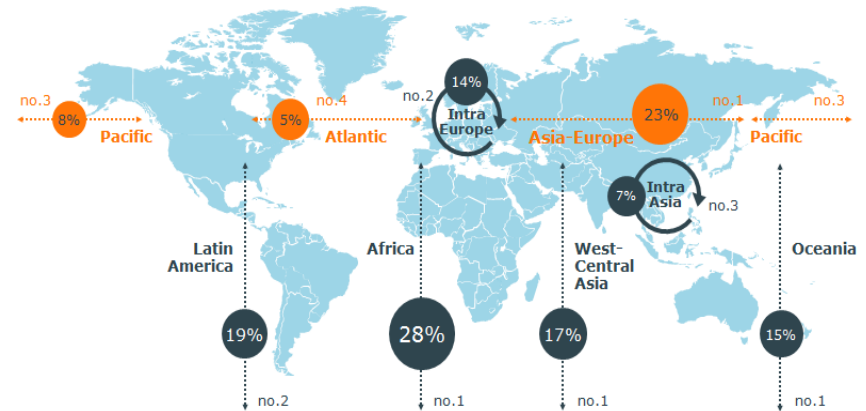 14%
no.3
no.4
no.2
Intra
Europe
23%
no.1
no.3
8%
5%
Pacific
Atlantic
Asia-Europe
Pacific
7%
Intra
Asia
no.3
Latin
America
Africa
West-
Central
Asia
Oceania
19%
28%
17%
15%
no.2
no.1
no.1
no.1